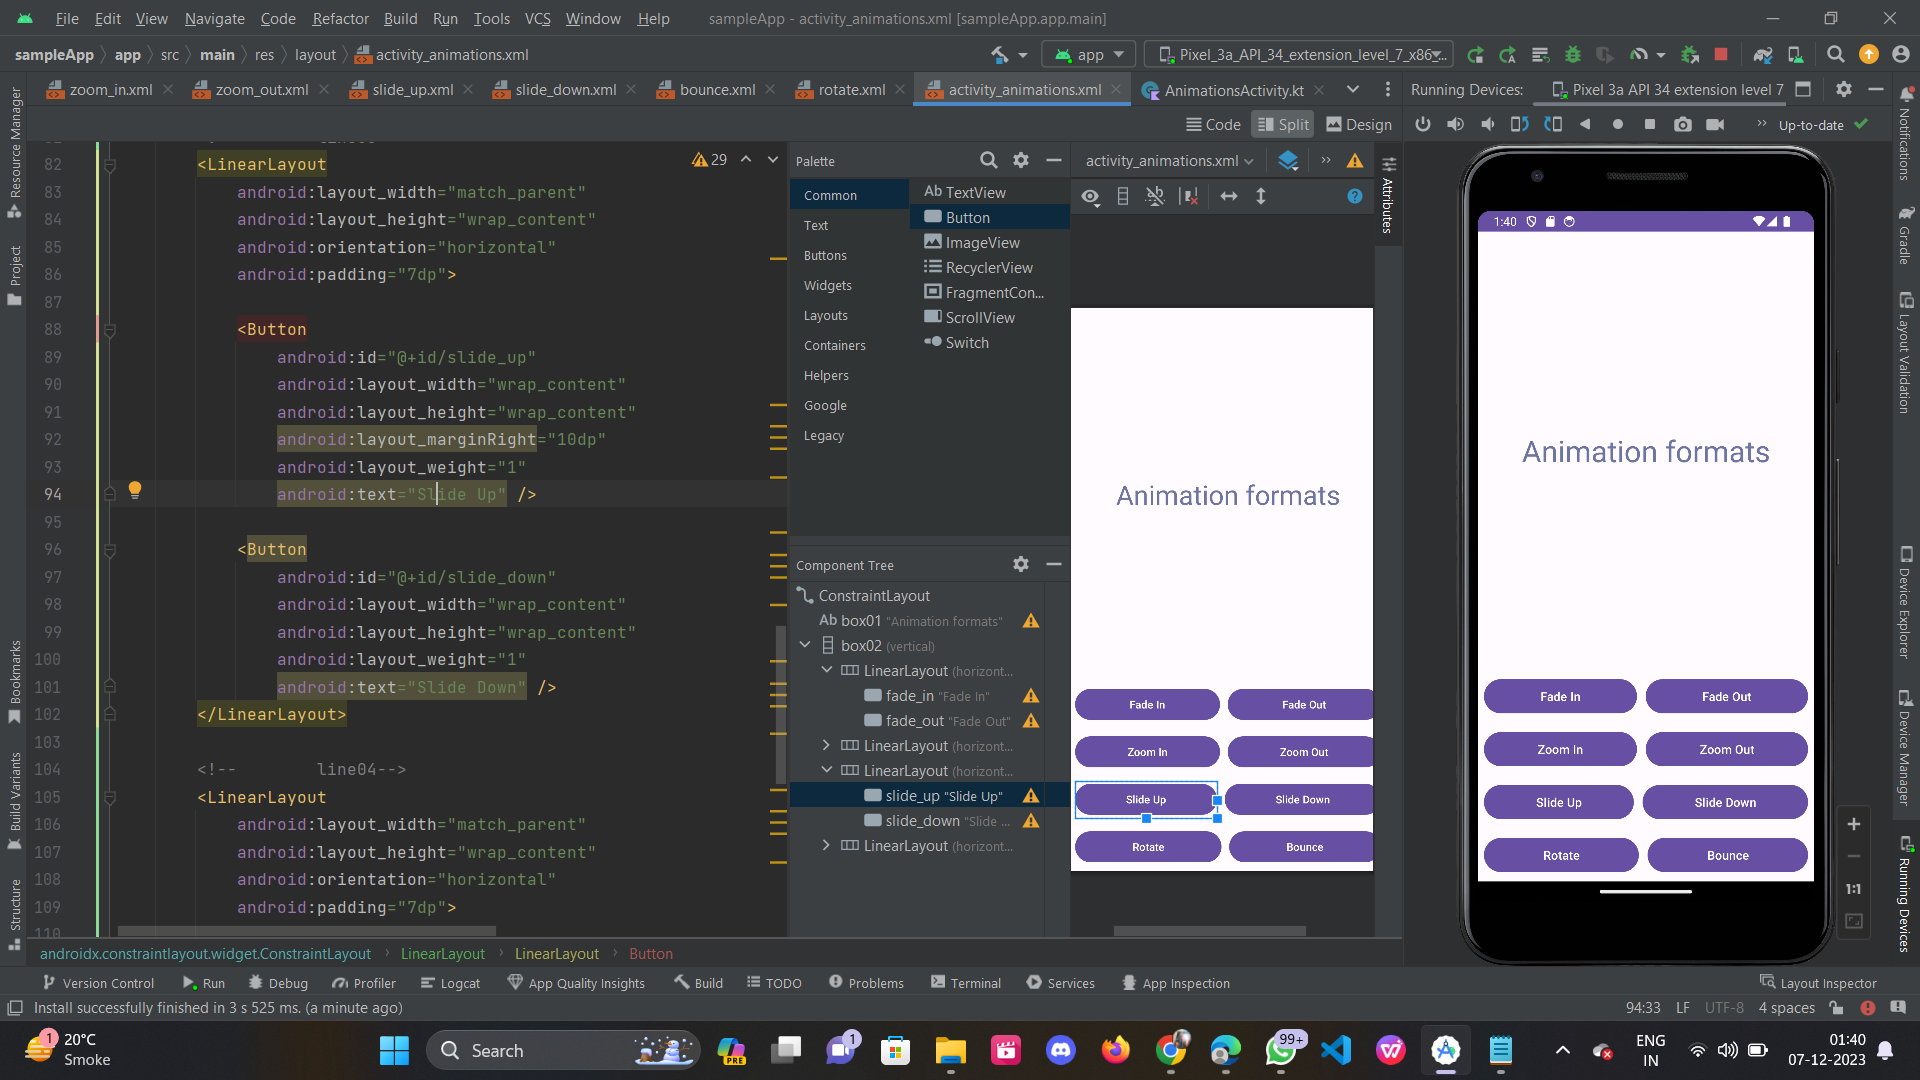 File Edit View Navigate Code Refactor Build Run Tools VCS Window Help sampleApp - activity_animations.xml [sampleApp.app.main]
sampleApp app src main res layout activity_animations.xml app Pixel_3a_API_34_extension_level_7_x86...
zoom_in.xml zoom_out.xml slide_up.xml slide_down.xml bounce.xml rotate.xml activity_animations.xml AnimationsActivity.kt Running Devices: Pixel 3a API 34 extension level 7
Code Split Design Up-to-date
Resource Manager
Project
Bookmarks
Build Variants
Structure
29
82 <LinearLayout
83 android:layout_width="match_parent"
84 android:layout_height="wrap_content"
85 android:orientation="horizontal"
86 android:padding="7dp">
87
88 <Button
89 android:id="@+id/slide_up"
90 android:layout_width="wrap_content"
91 android:layout_height="wrap_content"
92 android:layout_marginRight="10dp"
93 android:layout_weight="1"
94 android:text="Slide Up" />
95
96 <Button
97 android:id="@+id/slide_down"
98 android:layout_width="wrap_content"
99 android:layout_height="wrap_content"
100 android:layout_weight="1"
101 android:text="Slide Down" />
102 </LinearLayout>
103
104 <!-- line04-->
105 <LinearLayout
106 android:layout_width="match_parent"
107 android:layout_height="wrap_content"
108 android:orientation="horizontal"
109 android:padding="7dp">
110
Palette
Common
Text
Buttons
Widgets
Layouts
Containers
Helpers
Google
Legacy
Ab TextView
Button
ImageView
RecyclerView
FragmentCon...
ScrollView
Switch
Component Tree
ConstraintLayout
Ab box01 "Animation formats"
box02 (vertical)
LinearLayout (horizont...
fade_in "Fade In"
fade_out "Fade Out"
LinearLayout (horizont...
LinearLayout (horizont...
slide_up "Slide Up"
slide_down "Slide ...
LinearLayout (horizont...
activity_animations.xml
Attributes
Animation formats
Fade In Fade Out
Zoom In Zoom Out
Slide Up Slide Down
Rotate Bounce
1:40
Animation formats
Fade In Fade Out
Zoom In Zoom Out
Slide Up Slide Down
Rotate Bounce
1:1
Notifications
Gradle
Layout Validation
Device Explorer
Device Manager
Running Devices
androidx.constraintlayout.widget.ConstraintLayout LinearLayout LinearLayout Button
Version Control Run Debug Profiler Logcat App Quality Insights Build TODO Problems Terminal Services App Inspection Layout Inspector
Install successfully finished in 3 s 525 ms. (a minute ago) 94:33 LF UTF-8 4 spaces
1 20°C
Smoke
Search
PRE
1
99+
ENG
IN
01:40
07-12-2023